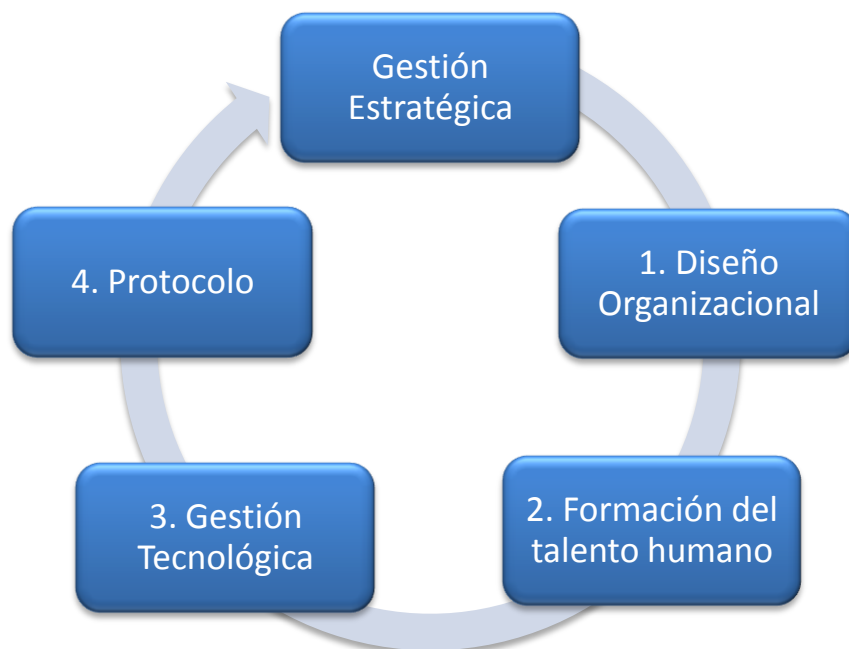 Gestión
Estratégica
1. Diseño
Organizacional
2. Formación del
talento humano
3. Gestión
Tecnológica
4. Protocolo